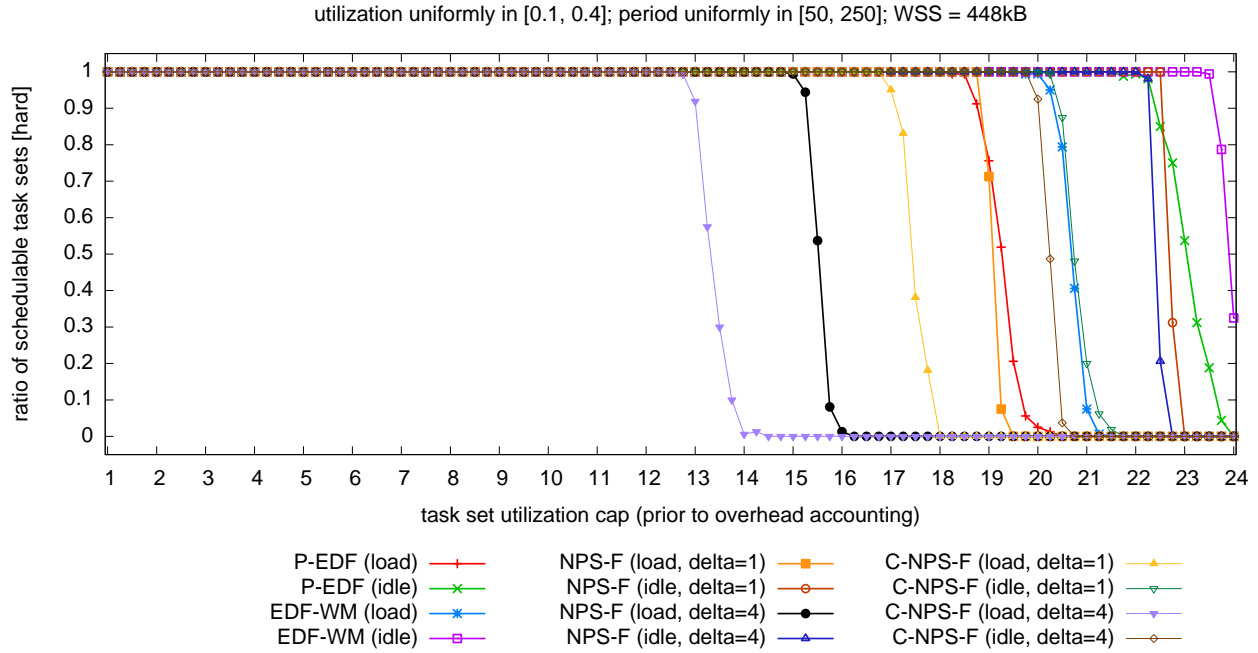 utilization uniformly in [0.1, 0.4]; period uniformly in [50, 250]; WSS = 448kB
ratio of schedulable task sets [hard]
1
0.9
0.8
0.7
0.6
0.5
0.4
0.3
0.2
0.1
0
1 2 3 4 5 6 7 8 9 10 11 12 13 14 15 16 17 18 19 20 21 22 23 24
task set utilization cap (prior to overhead accounting)
P-EDF (load) NPS-F (load, delta=1) C-NPS-F (load, delta=1)
P-EDF (idle) NPS-F (idle, delta=1) C-NPS-F (idle, delta=1)
EDF-WM (load) NPS-F (load, delta=4) C-NPS-F (load, delta=4)
EDF-WM (idle) NPS-F (idle, delta=4) C-NPS-F (idle, delta=4)